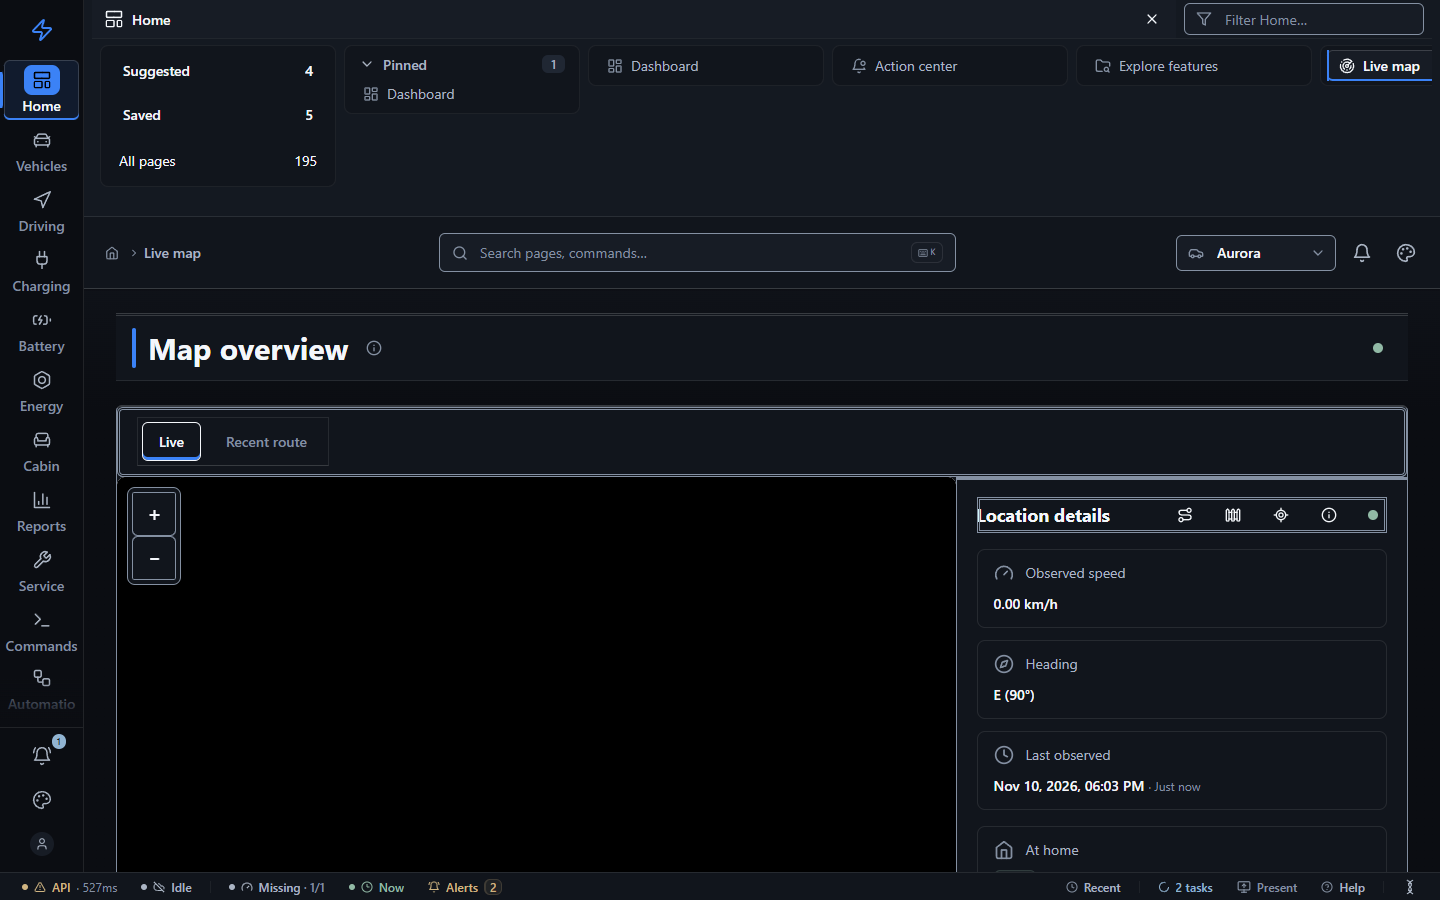 Home
Filter Home...
Suggested 4
Saved 5
All pages 195
Pinned 1
Dashboard
Dashboard
Action center
Explore features
Live map
Home
Vehicles
Driving
Charging
Battery
Energy
Cabin
Reports
Service
Commands
Automatio
1
Live map
Search pages, commands...
K
Aurora
Map overview
Live
Recent route
+
−
Location details
Observed speed
0.00 km/h
Heading
E (90°)
Last observed
Nov 10, 2026, 06:03 PM · Just now
At home
API · 527ms
Idle
Missing · 1/1
Now
Alerts 2
Recent
2 tasks
Present
Help